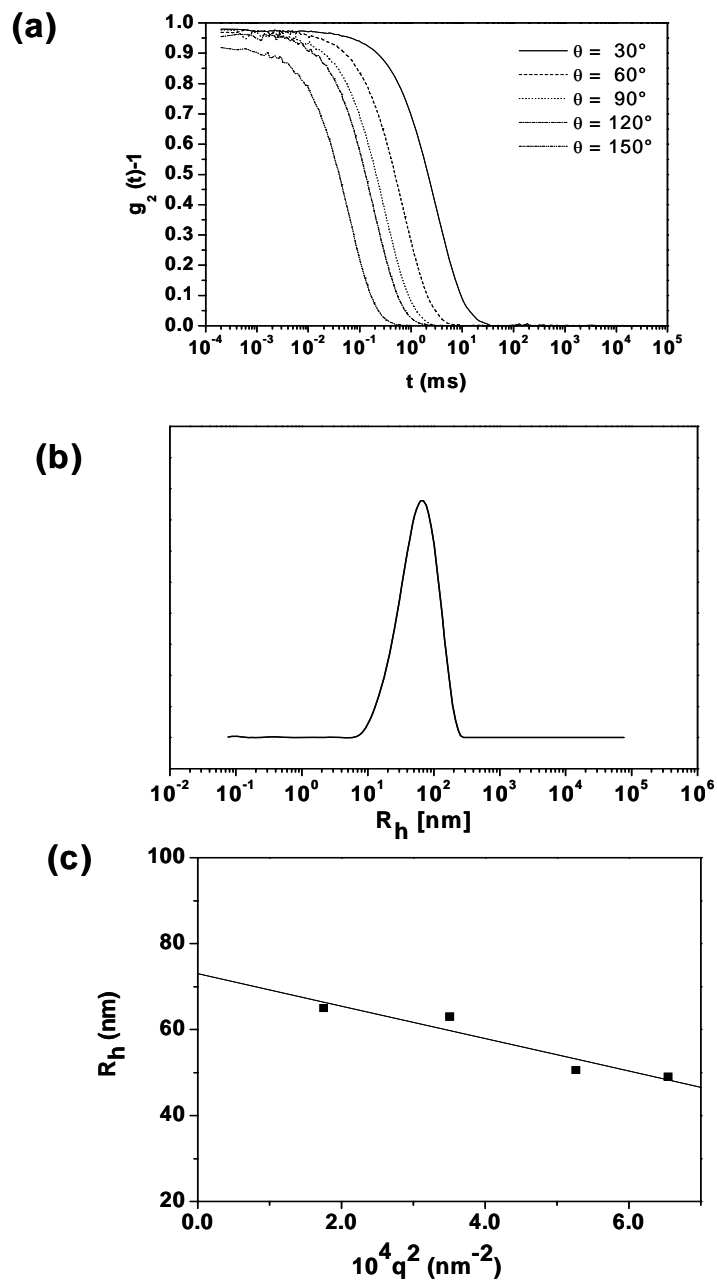 (a)
1.0
0.9
0.8
0.7
0.6
0.5
0.4
0.3
0.2
0.1
0.0
g₂(t)-1
θ = 30°
θ = 60°
θ = 90°
θ = 120°
θ = 150°
10⁻⁴ 10⁻³ 10⁻² 10⁻¹ 10⁰ 10¹ 10² 10³ 10⁴ 10⁵
t (ms)
(b)
10⁻² 10⁻¹ 10⁰ 10¹ 10² 10³ 10⁴ 10⁵ 10⁶
Rₕ [nm]
(c)
100
80
60
40
20
Rₕ (nm)
0.0 2.0 4.0 6.0
10⁴q² (nm⁻²)